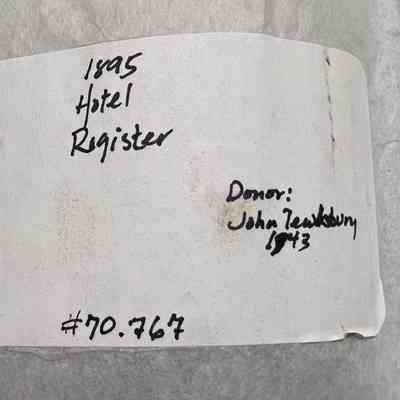 1895
Hotel
Register
Donor:
John Tewksbury
1943
#70.767